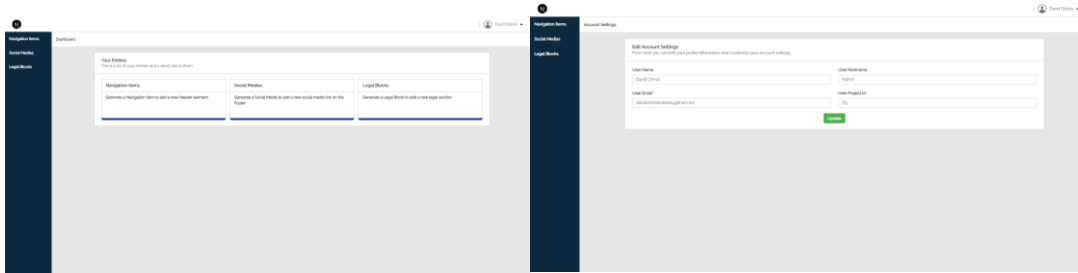 David Olmos
Navigation Items
Social Medias
Legal Blocks
Dashboard
Your Entities
This is a list of your entities and a direct link to them.
Navigation Items
Generate a Navigation Item to add a new Header element
Social Medias
Generate a Social Media to add a new social media link on the
Footer
Legal Blocks
Generate a Legal Block to add a new legal section
David Olmos
Navigation Items
Social Medias
Legal Blocks
Account Settings
Edit Account Settings
From here you can edit your profile information and customize your account settings.
User Name
David Olmos
User Nickname
Admin
User Email*
User Project Id
Update